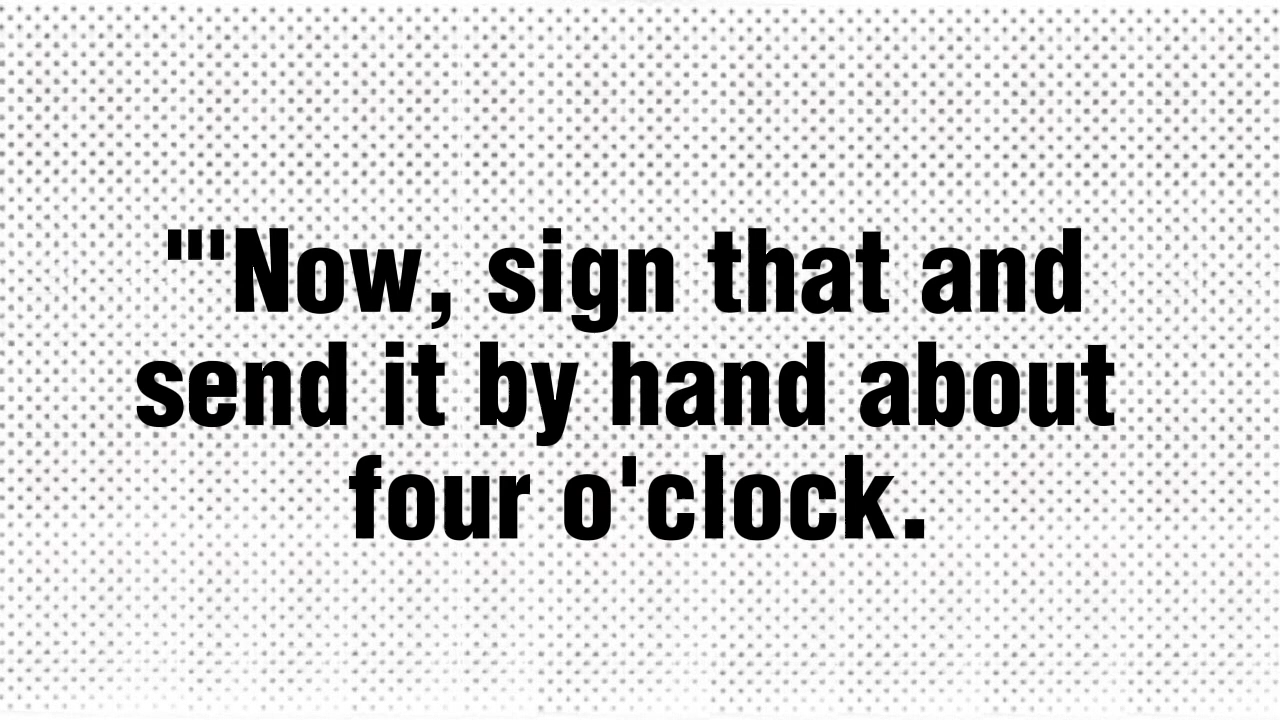 "'Now, sign that and
send it by hand about
four o'clock.